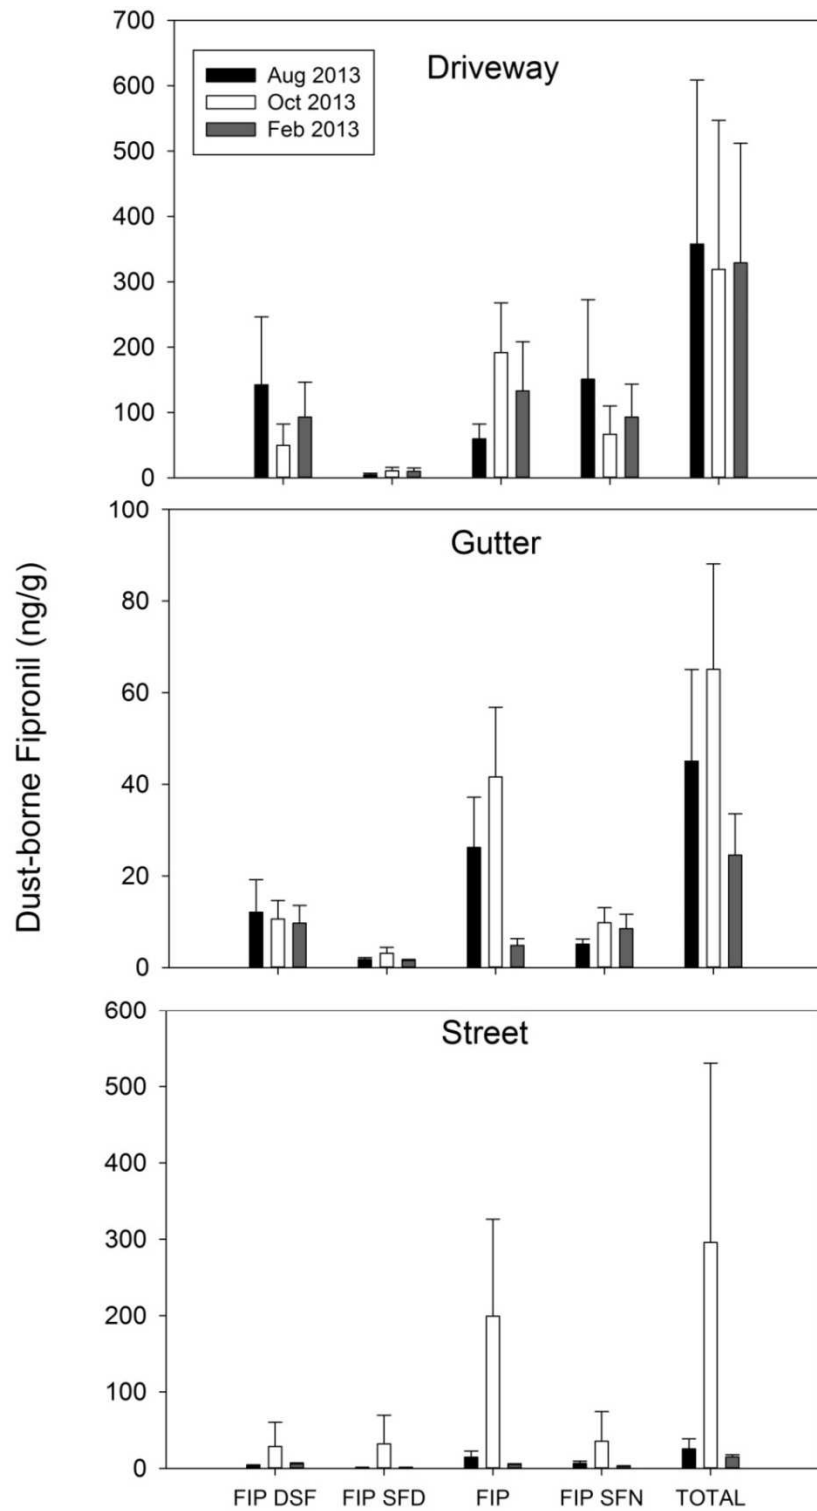 Dust-borne Fipronil (ng/g)
700
600
500
400
300
200
100
0
Driveway
Aug 2013
Oct 2013
Feb 2013
100
80
60
40
20
0
Gutter
600
500
400
300
200
100
0
Street
FIP DSF FIP SFD FIP FIP SFN TOTAL